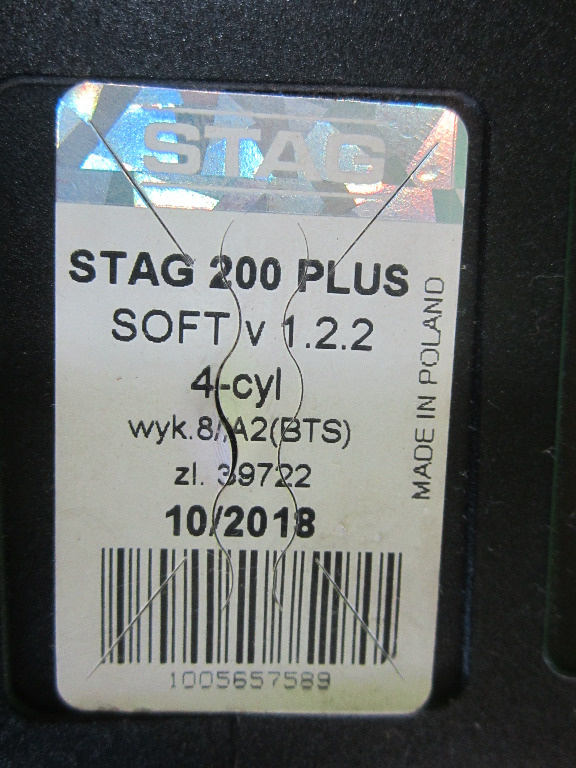 STAG
STAG 200 PLUS
SOFT v 1.2.2
4-cyl
wyk.8/A2(BTS)
zl. 39722
10/2018
1005657589
MADE IN POLAND